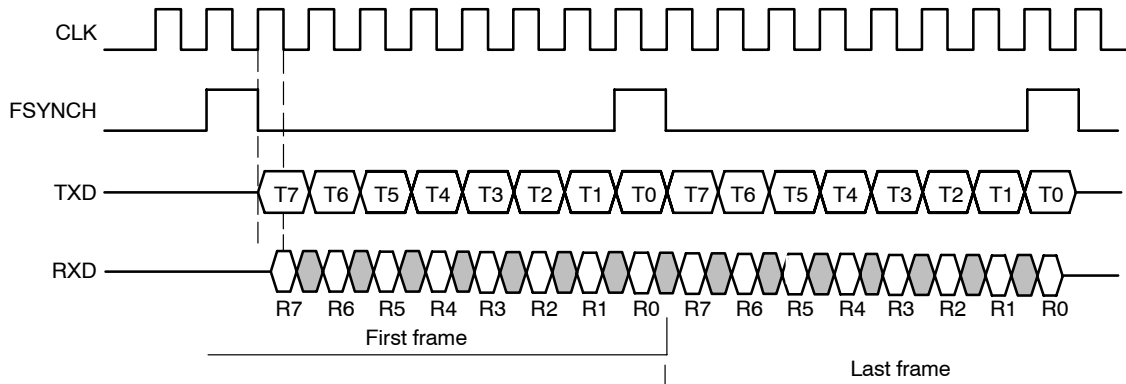 CLK
FSYNCH
TXD T7 T6 T5 T4 T3 T2 T1 T0 T7 T6 T5 T4 T3 T2 T1 T0
RXD
R7 R6 R5 R4 R3 R2 R1 R0 R7 R6 R5 R4 R3 R2 R1 R0
First frame
Last frame